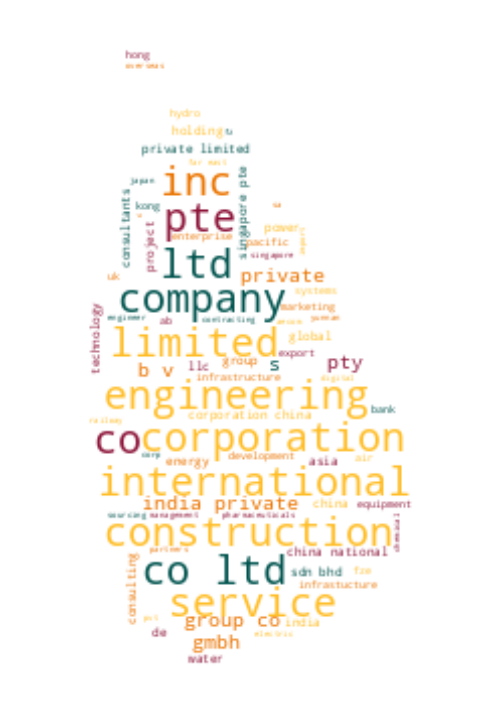 hong
overseas
hydro
holding
private limited
far east
japan
inc
singapore pte
consultants
kong
pte
project
enterprise
power
pacific
singapore
ltd
uk
private
systems
company
marketing
engineer
ab
contracting
technology
limited
global
export
group
s
pty
b v
llc
infrastructure
digital
engineering
bank
corporation china
railway
co
corporation
corp
energy
development
asia
air
international
india private
china
equipment
sourcing
management
pharmaceuticals
construction
chemical
partners
china national
co ltd
sdn bhd
fze
consulting
infrastucture
service
group co
india
de
electric
gmbh
water